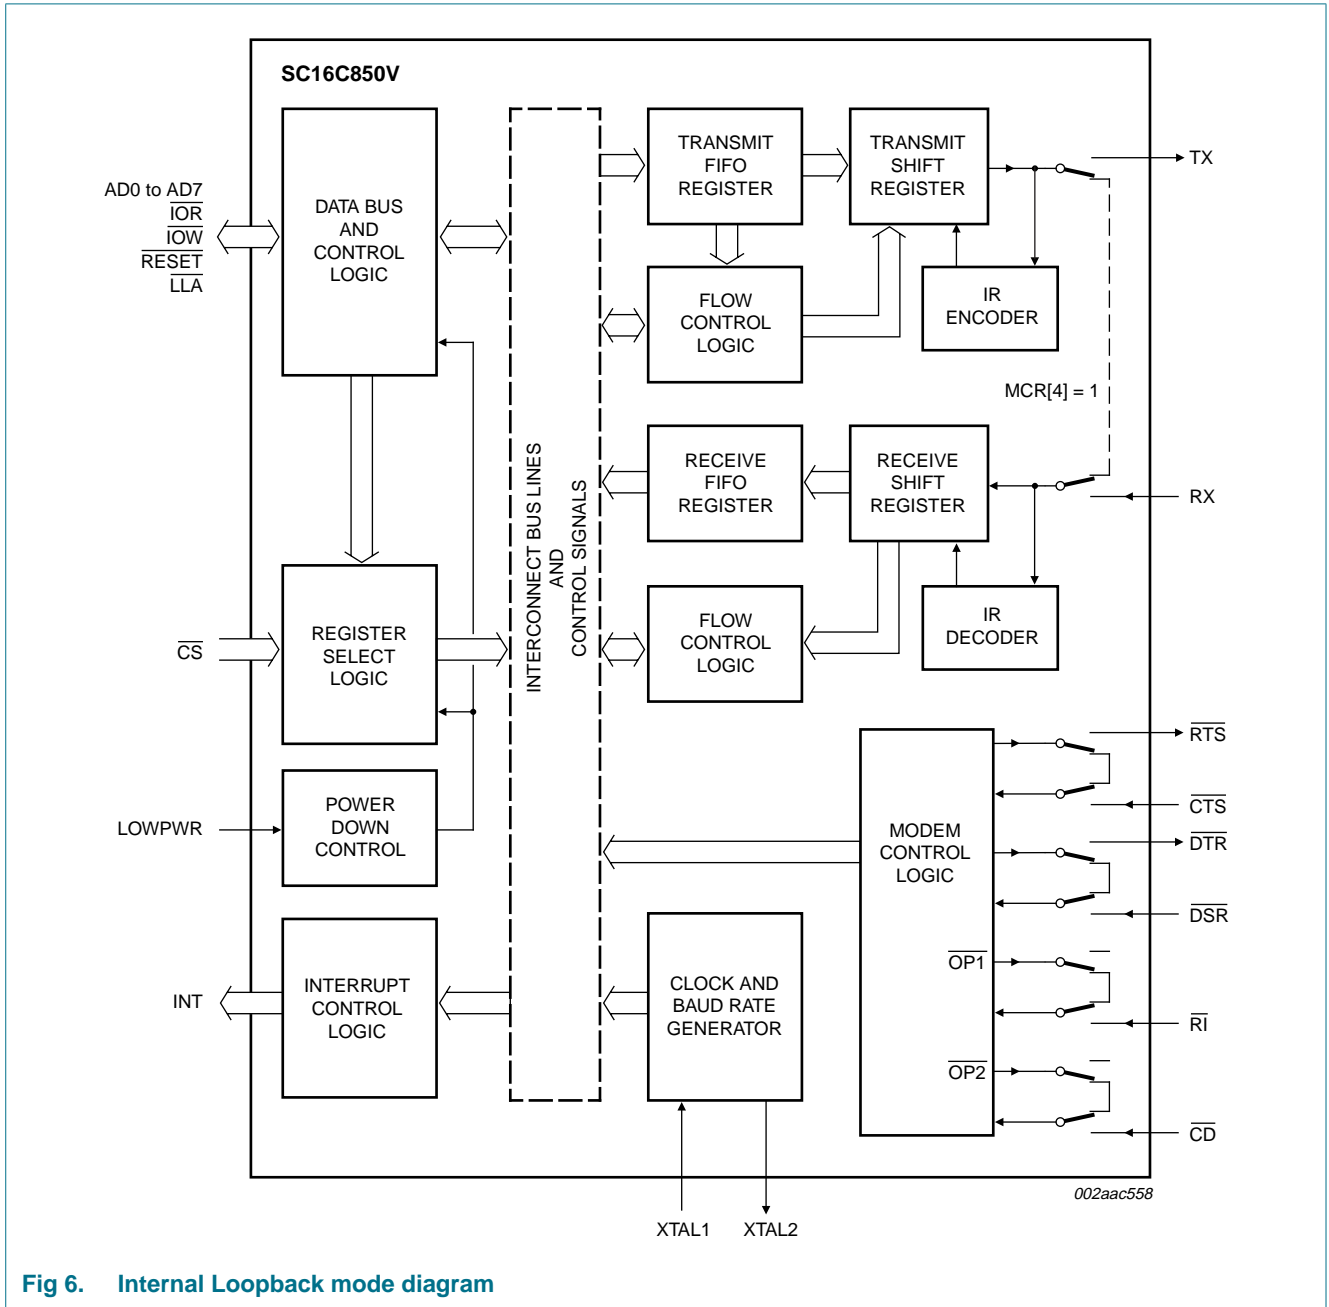 SC16C850V
AD0 to AD7
IOR
IOW
RESET
LLA
DATA BUS
AND
CONTROL
LOGIC
TRANSMIT
FIFO
REGISTER
TRANSMIT
SHIFT
REGISTER
TX
FLOW
CONTROL
LOGIC
IR
ENCODER
MCR[4] = 1
INTERCONNECT BUS LINES
AND
CONTROL SIGNALS
RECEIVE
FIFO
REGISTER
RECEIVE
SHIFT
REGISTER
RX
CS
REGISTER
SELECT
LOGIC
FLOW
CONTROL
LOGIC
IR
DECODER
LOWPWR
POWER
DOWN
CONTROL
MODEM
CONTROL
LOGIC
RTS
CTS
DTR
DSR
OP1
RI
OP2
CD
INT
INTERRUPT
CONTROL
LOGIC
CLOCK AND
BAUD RATE
GENERATOR
XTAL1 XTAL2
002aac558
Fig 6. Internal Loopback mode diagram